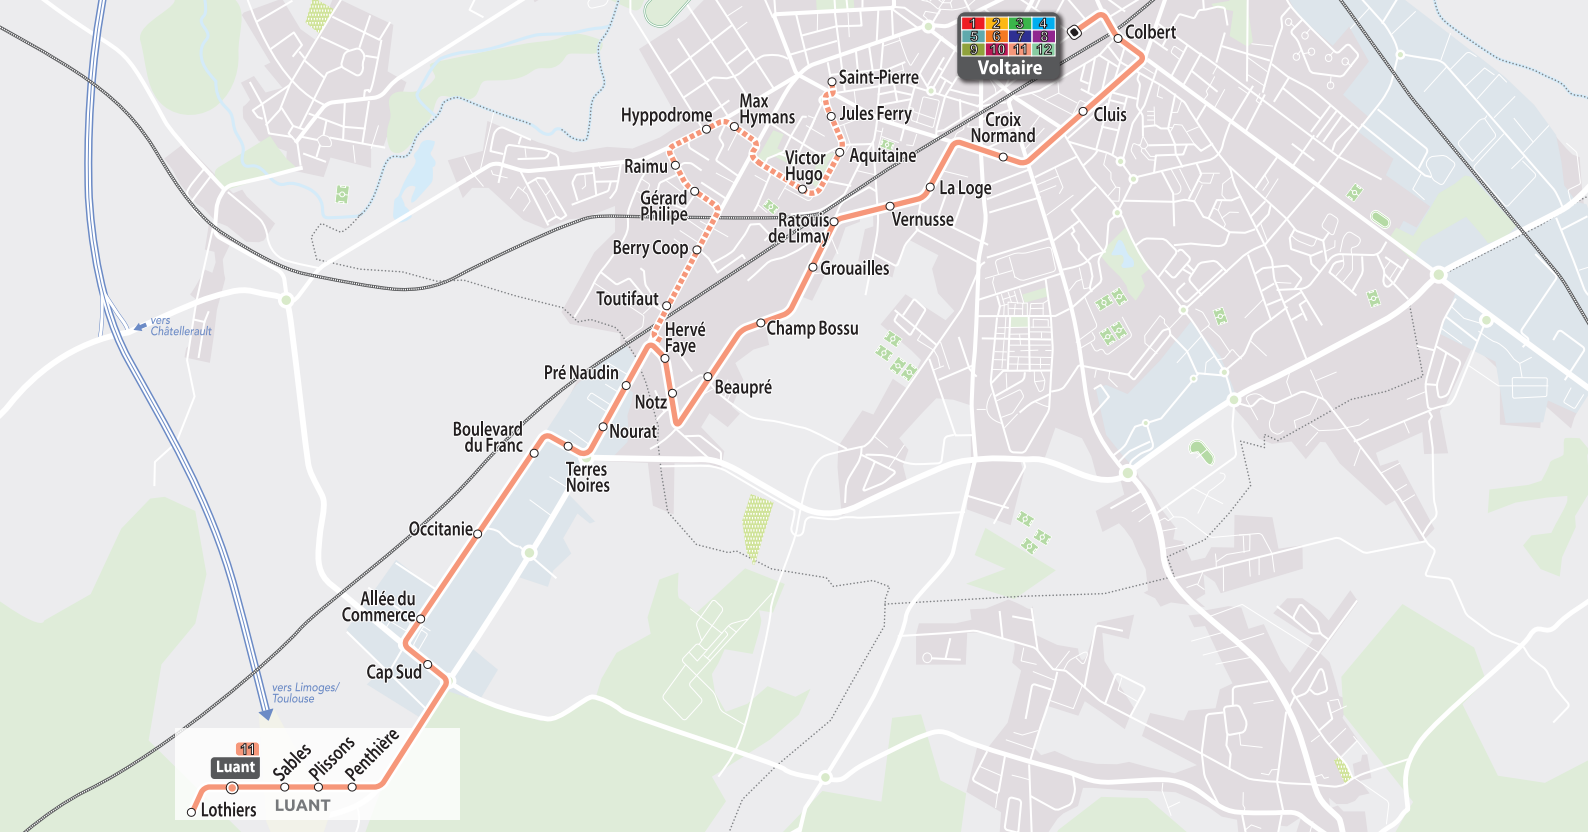 1 2 3 4
5 6 7 8
9 10 11 12
Voltaire
Colbert
Saint-Pierre
Max
Hymans
Hyppodrome
Jules Ferry
Cluis
Croix
Normand
Victor
Hugo
Aquitaine
Raimu
La Loge
Gérard
Philipe
Ratouis
de Limay
Vernusse
Berry Coop
Grouailles
Toutifaut
vers
Châtellerault
Hervé
Faye
Champ Bossu
Pré Naudin
Beaupré
Notz
Boulevard
du Franc
Nourat
Terres
Noires
Occitanie
Allée du
Commerce
Cap Sud
vers Limoges/
Toulouse
11
Luant
Sables
Plissons
Penthière
Lothiers
LUANT